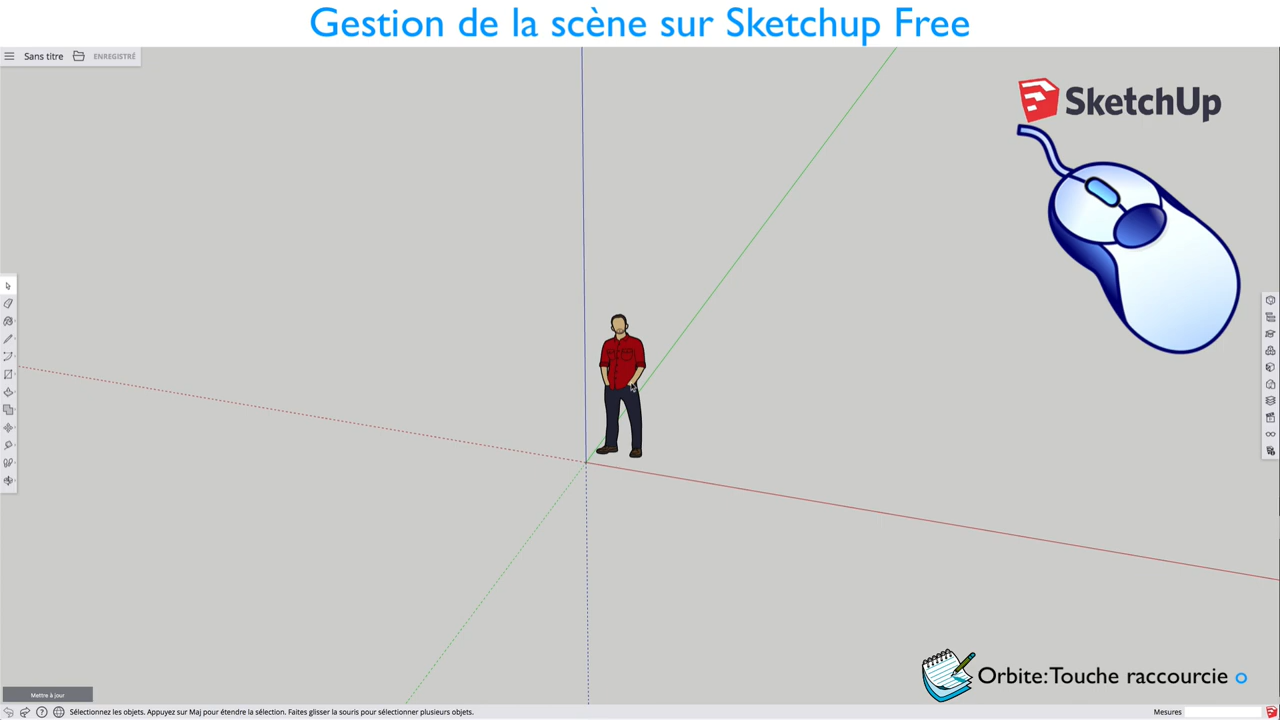 Gestion de la scène sur Sketchup Free
Sans titre
ENREGISTRÉ
SketchUp
Orbite:Touche raccourcie o
Mettre à jour
Sélectionnez les objets. Appuyez sur Maj pour étendre la sélection. Faites glisser la souris pour sélectionner plusieurs objets.
Mesures